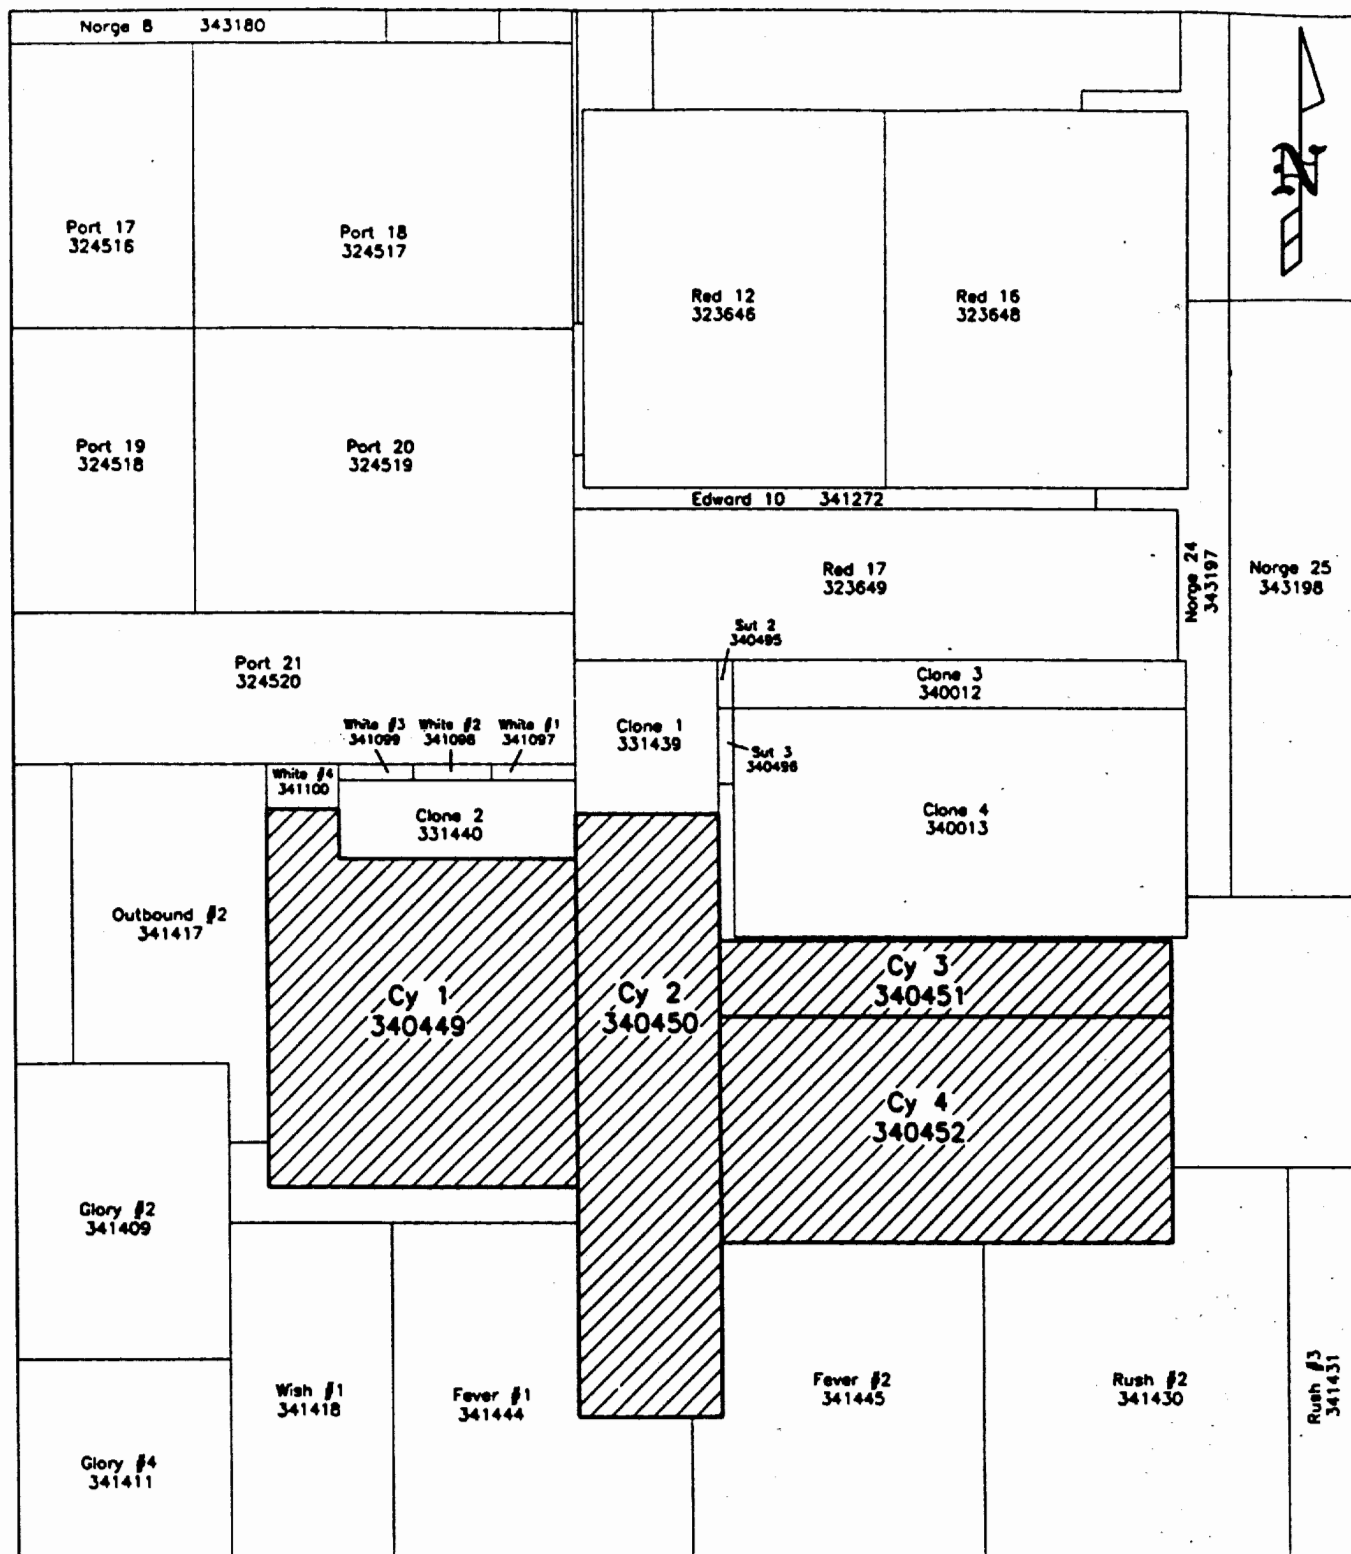 Norge 8 343180
N
Port 17
324516
Port 18
324517
Red 12
323646
Red 16
323648
Port 19
324518
Port 20
324519
Edward 10 341272
Red 17
323649
Norge 24
343197
Norge 25
343198
Sut 2
340495
Port 21
324520
Clone 3
340012
White #3
341099
White #2
341098
White #1
341097
Clone 1
331439
Sut 3
340496
White #4
341100
Clone 2
331440
Clone 4
340013
Outbound #2
341417
Cy 1
340449
Cy 2
340450
Cy 3
340451
Cy 4
340452
Glory #2
341409
Wish #1
341418
Fever #1
341444
Fever #2
341445
Rush #2
341430
Rush #3
341431
Glory #4
341411